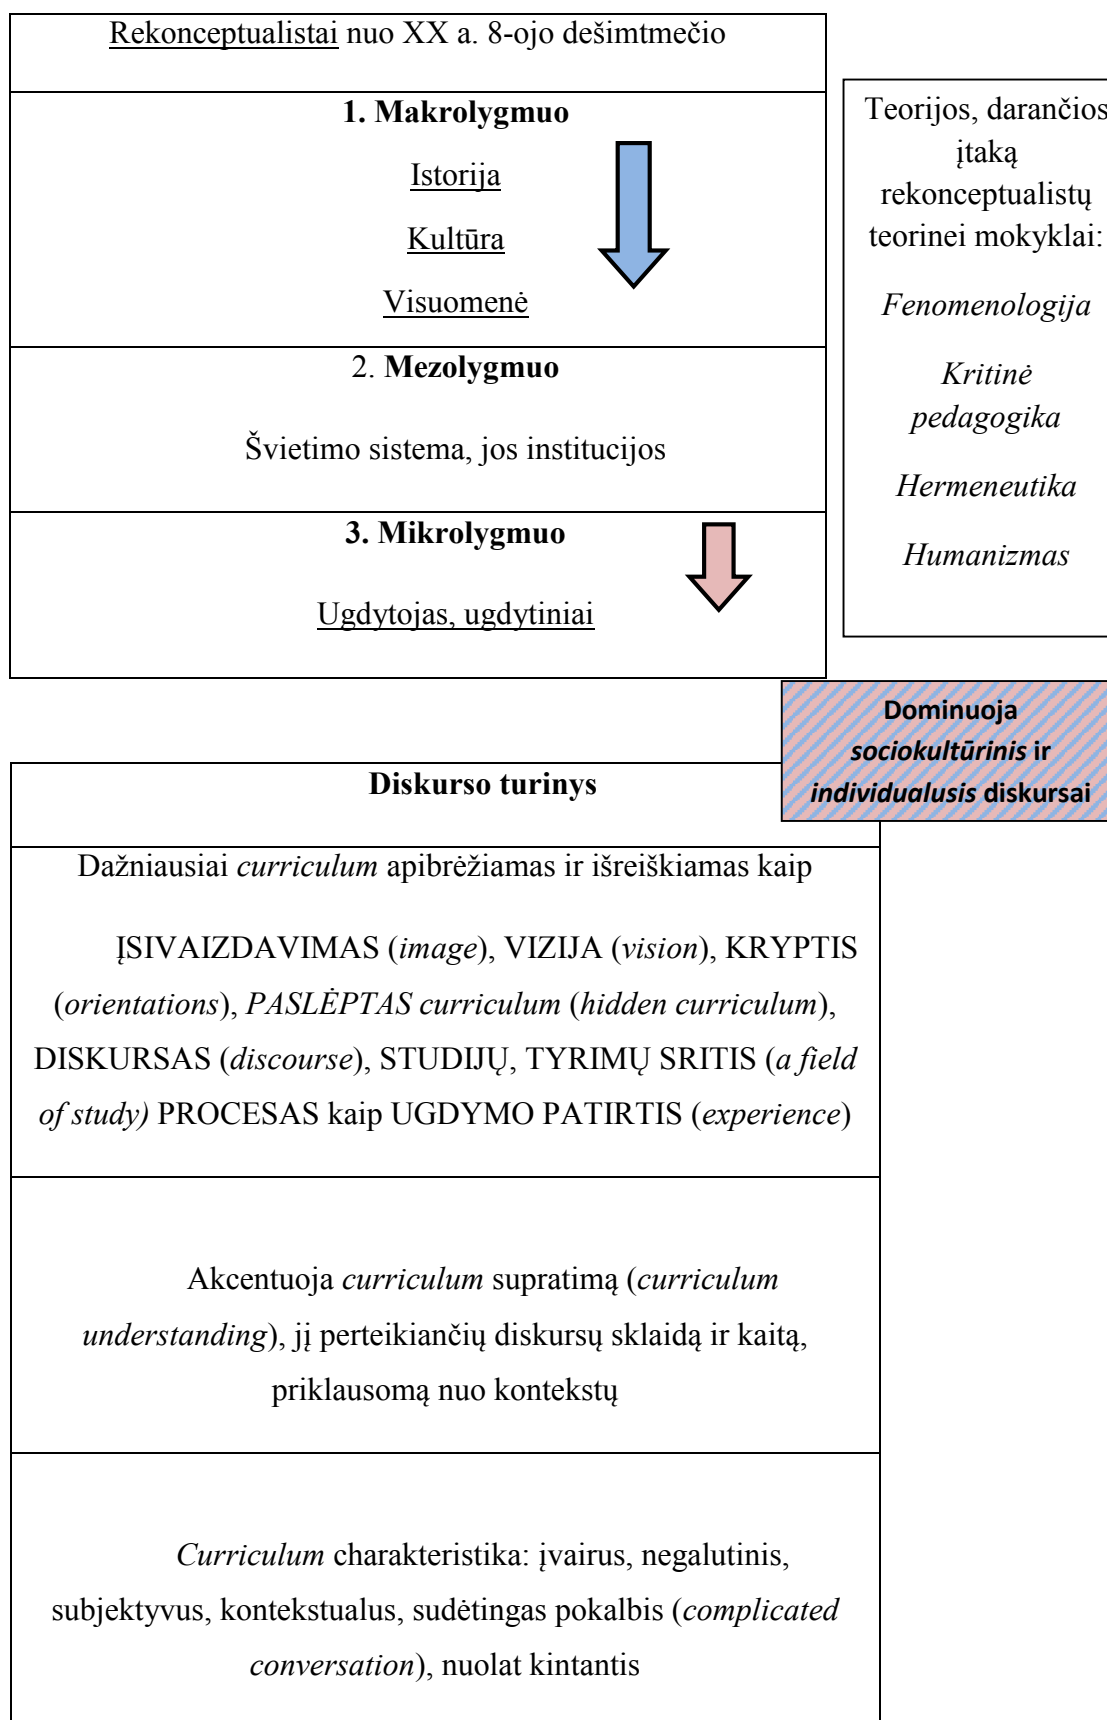 Rekonceptualistai nuo XX a. 8-ojo dešimtmečio
1. Makrolygmuo
Istorija
Kultūra
Visuomenė
2. Mezolygmuo
Švietimo sistema, jos institucijos
3. Mikrolygmuo
Ugdytojas, ugdytiniai
Teorijos, darančios
įtaką
rekonceptualistų
teorinei mokyklai:
Fenomenologija
Kritinė
pedagogika
Hermeneutika
Humanizmas
Dominuoja
sociokultūrinis ir
individualusis diskursai
Diskurso turinys
Dažniausiai curriculum apibrėžiamas ir išreiškiamas kaip
ĮSIVAIZDAVIMAS (image), VIZIJA (vision), KRYPTIS
(orientations), PASLĖPTAS curriculum (hidden curriculum),
DISKURSAS (discourse), STUDIJŲ, TYRIMŲ SRITIS (a field
of study) PROCESAS kaip UGDYMO PATIRTIS (experience)
Akcentuoja curriculum supratimą (curriculum
understanding), jį perteikiančių diskursų sklaidą ir kaitą,
priklausomą nuo kontekstų
Curriculum charakteristika: įvairus, negalutinis,
subjektyvus, kontekstualus, sudėtingas pokalbis (complicated
conversation), nuolat kintantis